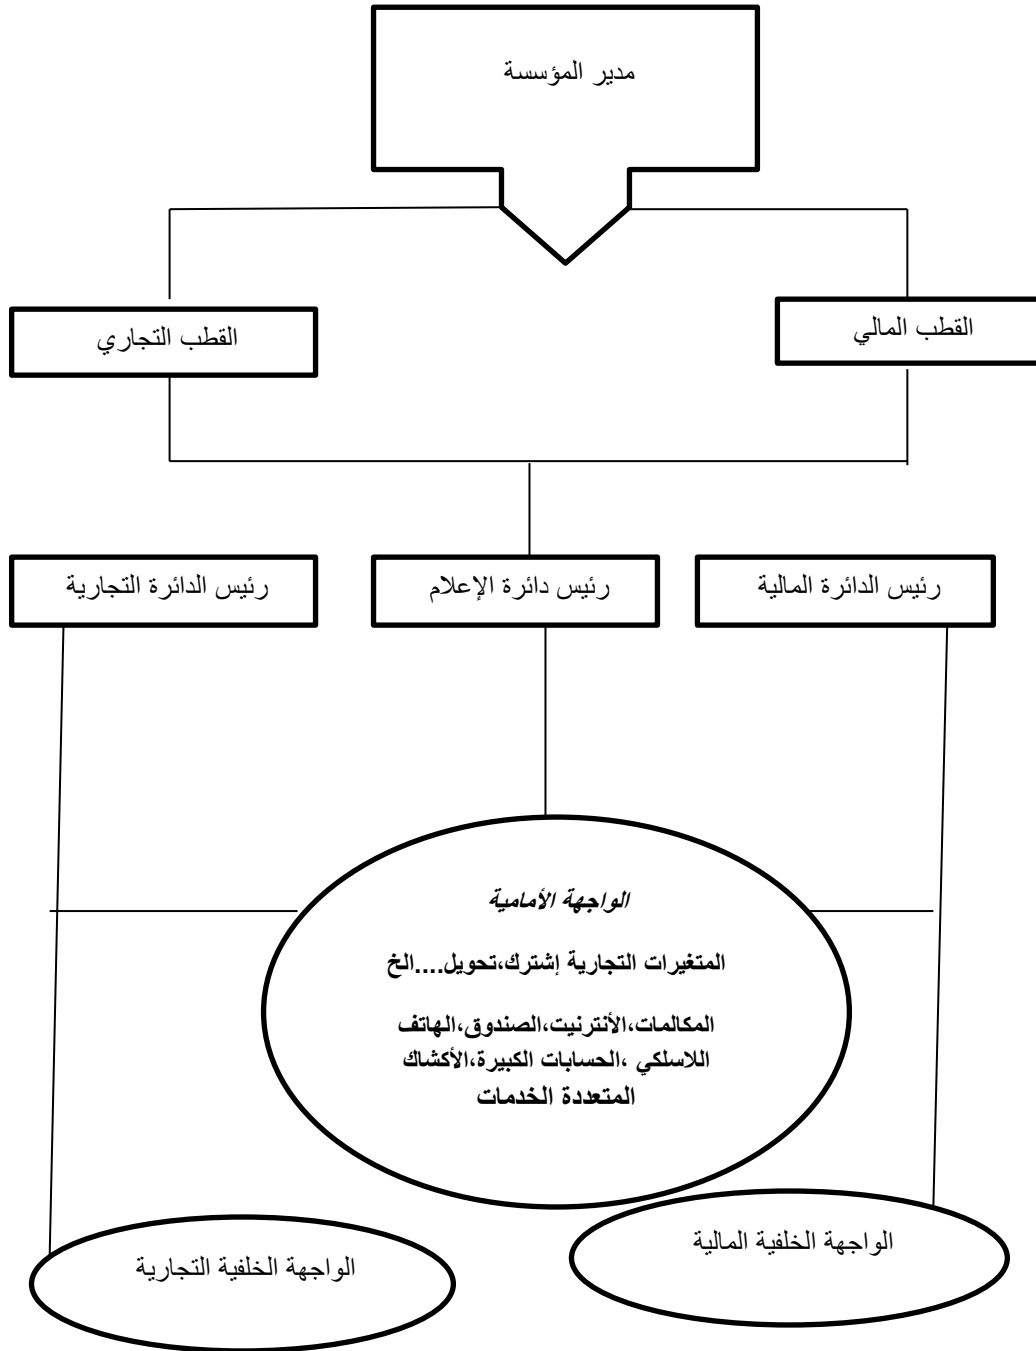 مدير المؤسسة
القطب المالي
القطب التجاري
رئيس الدائرة المالية
رئيس دائرة الإعلام
رئيس الدائرة التجارية
الواجهة الأمامية
المتغيرات التجارية إشترك،تحويل....الخ
المكالمات،الأنترنيت،الصندوق،الهاتف
اللاسلكي ،الحسابات الكبيرة،الأكشاك
المتعددة الخدمات
الواجهة الخلفية المالية
الواجهة الخلفية التجارية